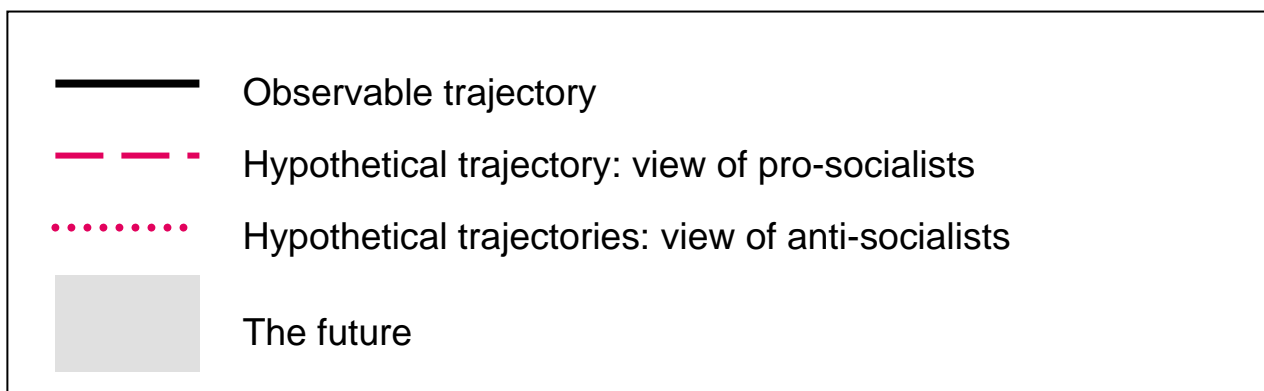 Observable trajectory
Hypothetical trajectory: view of pro-socialists
Hypothetical trajectories: view of anti-socialists
The future